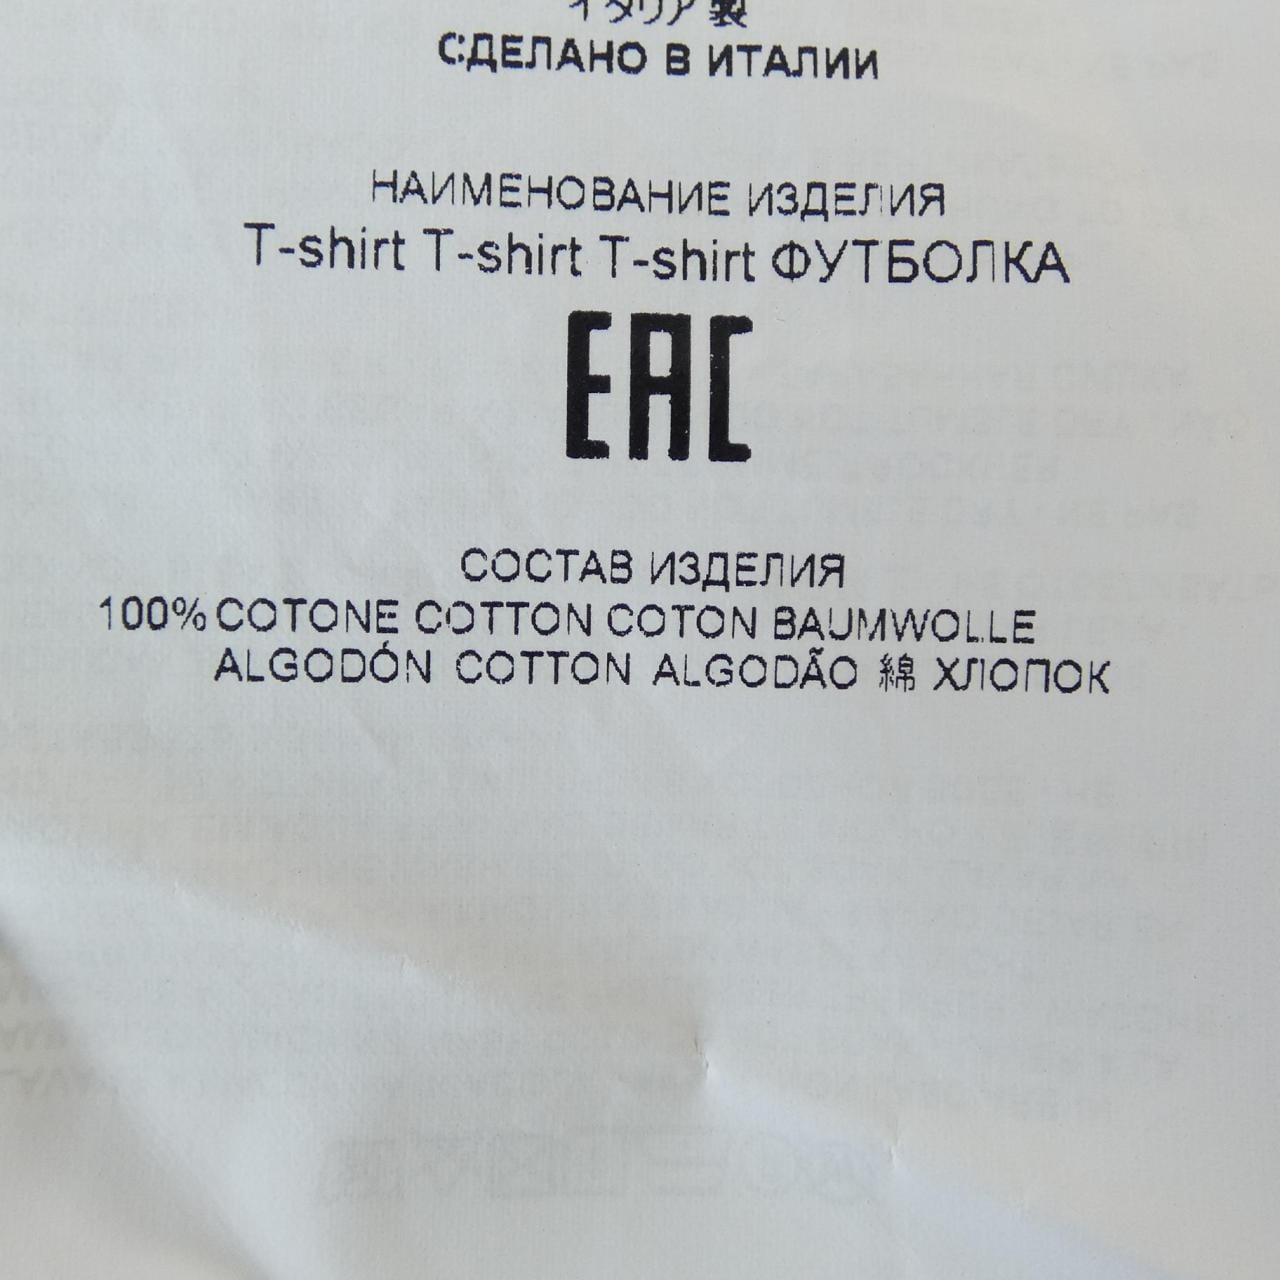 イタリア製
СДЕЛАНО В ИТАЛИИ
НАИМЕНОВАНИЕ ИЗДЕЛИЯ
T-shirt T-shirt T-shirt ФУТБОЛКА
EAC
СОСТАВ ИЗДЕЛИЯ
100% COTONE COTTON COTON BAUMWOLLE
ALGODÓN COTTON ALGODÃO 綿 ХЛОПОК